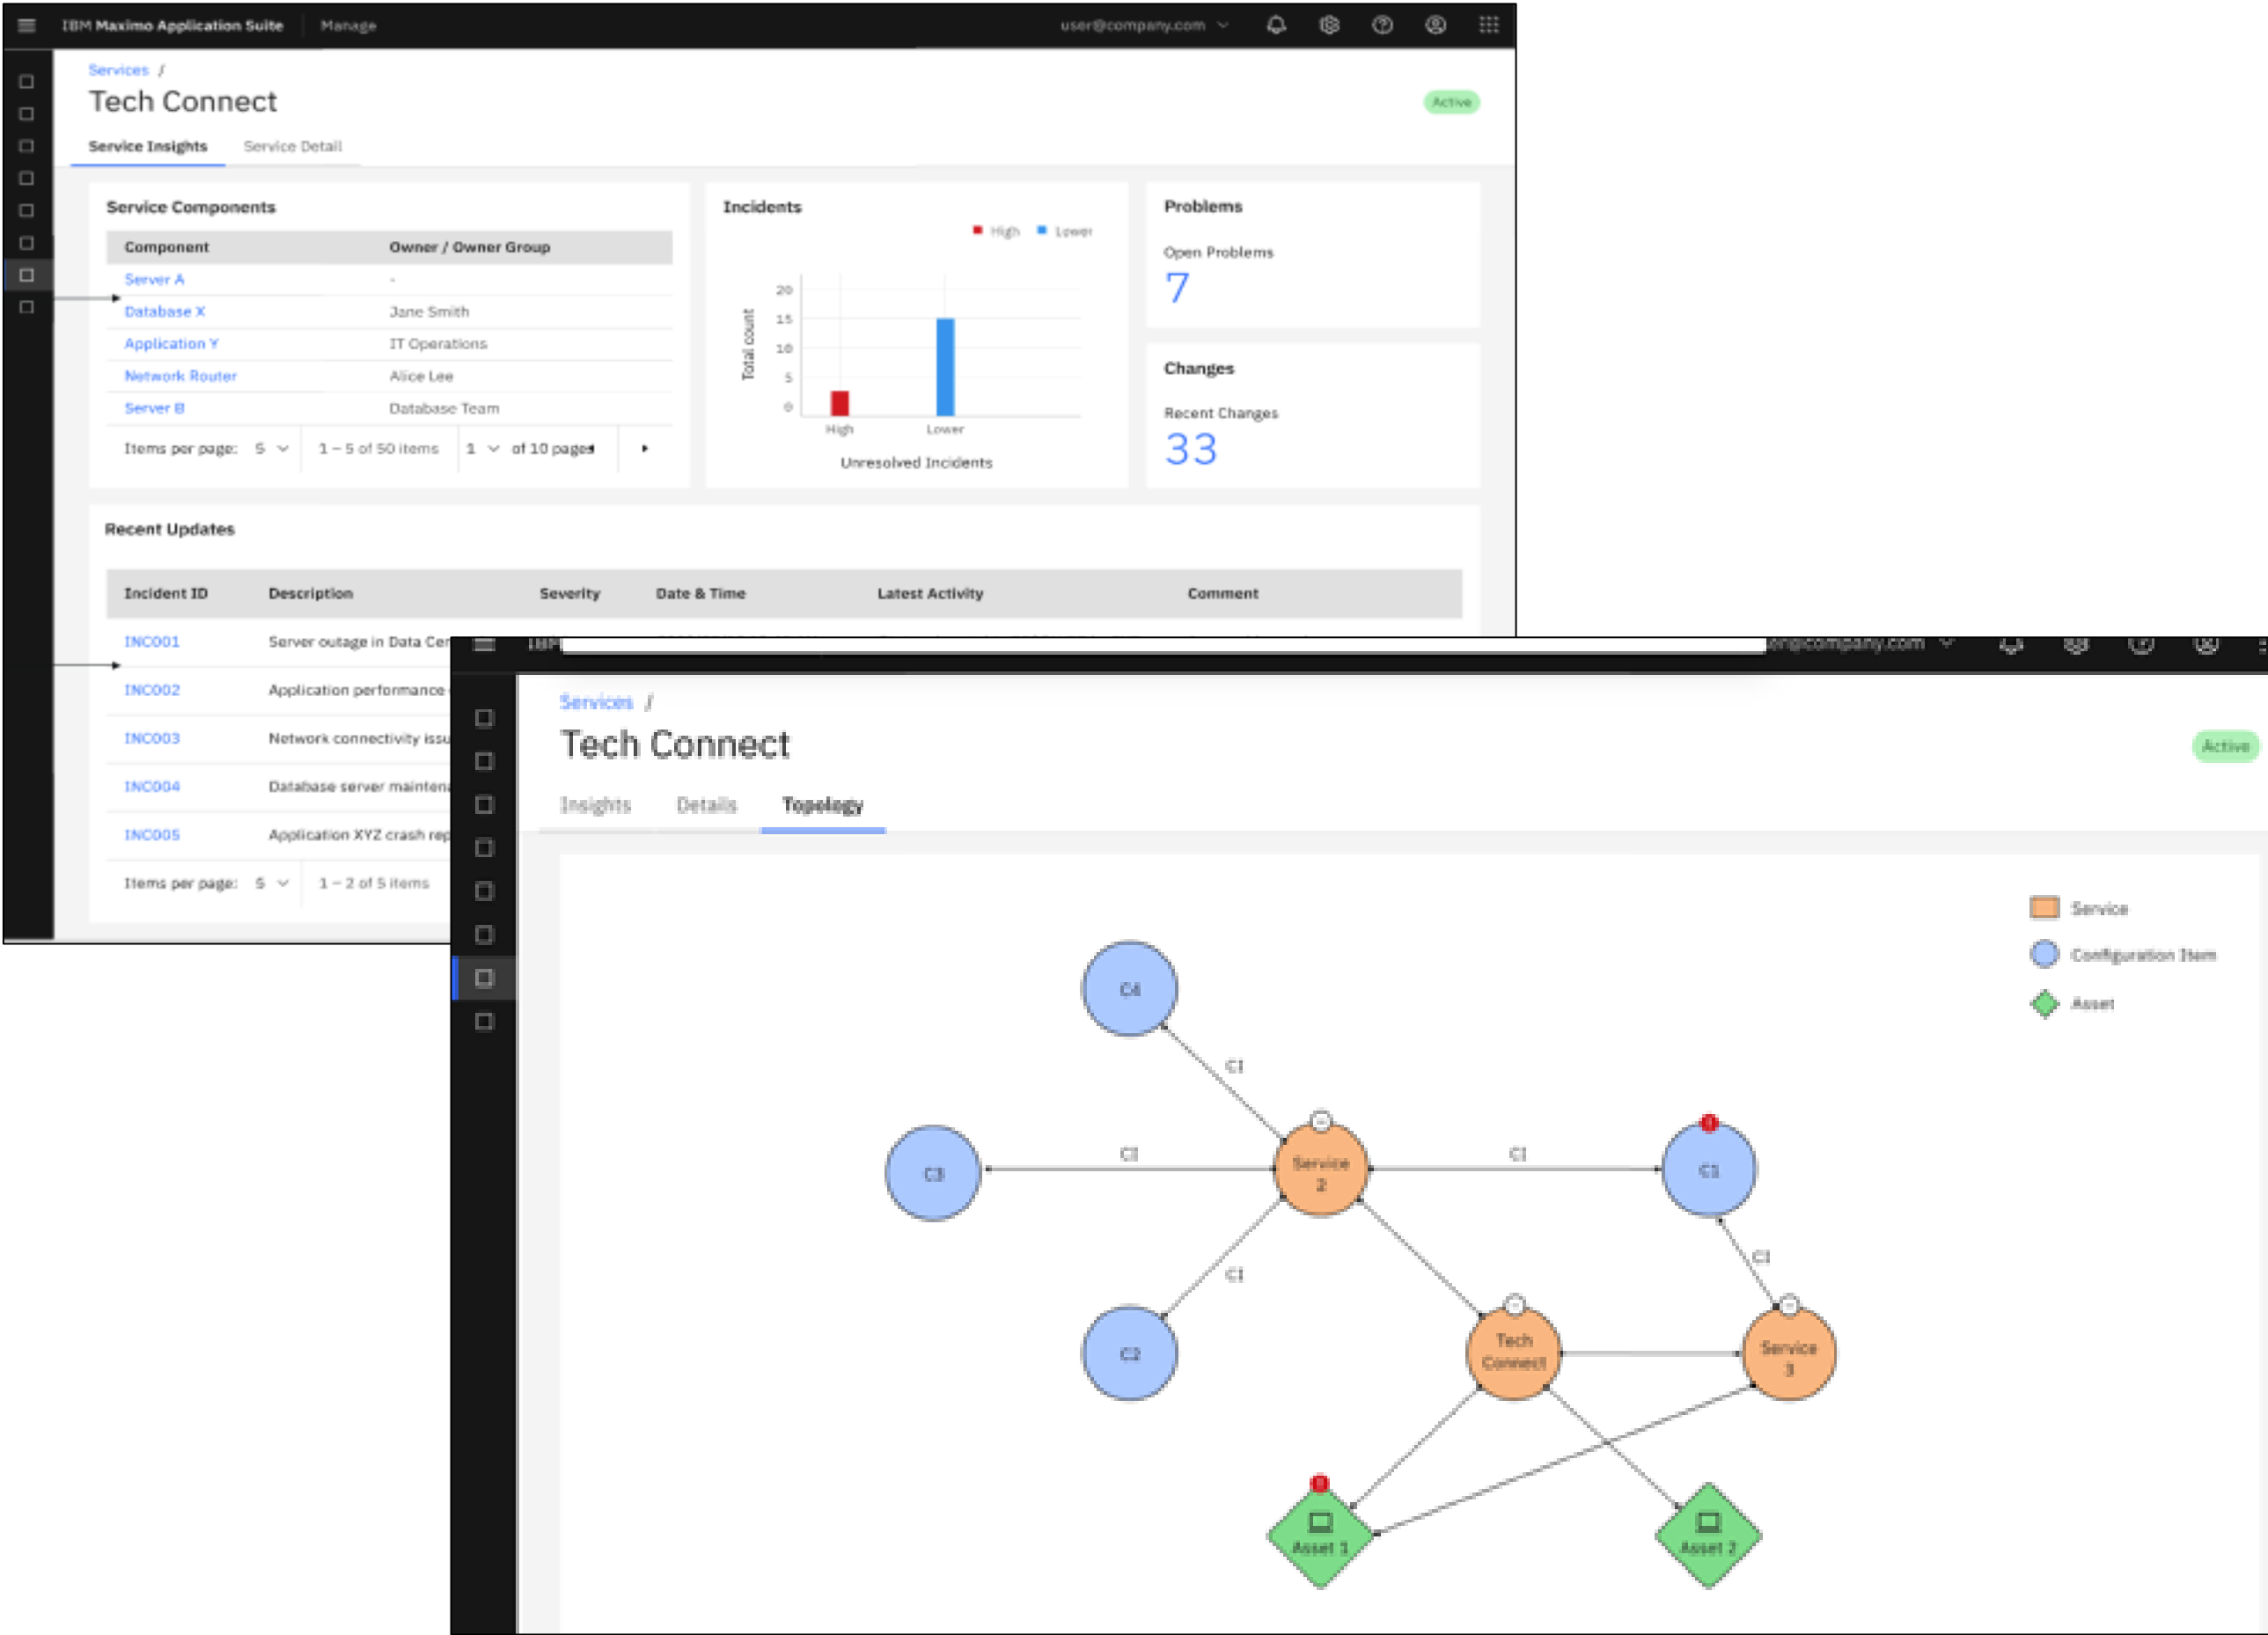 IBM Maximo Application Suite
Manage
user@company.com
Services /
Tech Connect
Active
Service Insights
Service Detail
Service Components
Component Owner / Owner Group
Server A -
Database X Jane Smith
Application Y IT Operations
Network Router Alice Lee
Server B Database Team
Items per page: 5 1 – 5 of 50 items 1 of 10 pages
Incidents
High Lower
Total count
20
15
10
5
0
High Lower
Unresolved Incidents
Problems
Open Problems
7
Changes
Recent Changes
33
Recent Updates
Incident ID Description Severity Date & Time Latest Activity Comment
INC001 Server outage in Data Cen
INC002 Application performance
INC003 Network connectivity issu
INC004 Database server maintena
INC005 Application XYZ crash rep
Items per page: 5 1 – 2 of 5 items
IBM
er@company.com
Services /
Tech Connect
Active
Insights
Details
Topology
Service
Configuration Item
Asset
C4
CI
C3
CI
Service
2
CI
C1
CI
CI
C2
Tech
Connect
Service
3
Asset 1
Asset 2